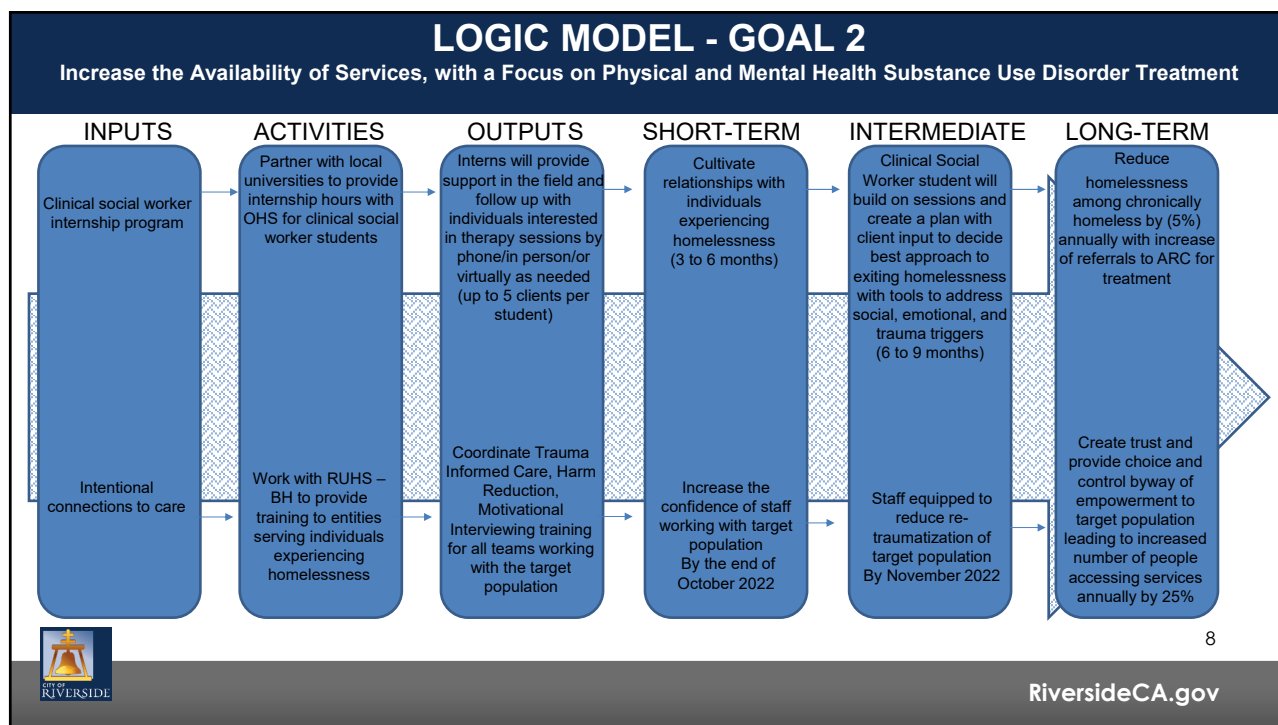 LOGIC MODEL - GOAL 2
Increase the Availability of Services, with a Focus on Physical and Mental Health Substance Use Disorder Treatment
INPUTS
Clinical social worker
internship program
Intentional
connections to care
ACTIVITIES
Partner with local
universities to provide
internship hours with
OHS for clinical social
worker students
Work with RUHS –
BH to provide
training to entities
serving individuals
experiencing
homelessness
OUTPUTS
Interns will provide
support in the field and
follow up with
individuals interested
in therapy sessions by
phone/in person/or
virtually as needed
(up to 5 clients per
student)
Coordinate Trauma
Informed Care, Harm
Reduction,
Motivational
Interviewing training
for all teams working
with the target
population
SHORT-TERM
Cultivate
relationships with
individuals
experiencing
homelessness
(3 to 6 months)
Increase the
confidence of staff
working with target
population
By the end of
October 2022
INTERMEDIATE
Clinical Social
Worker student will
build on sessions and
create a plan with
client input to decide
best approach to
exiting homelessness
with tools to address
social, emotional, and
trauma triggers
(6 to 9 months)
Staff equipped to
reduce re-
traumatization of
target population
By November 2022
LONG-TERM
Reduce
homelessness
among chronically
homeless by (5%)
annually with increase
of referrals to ARC for
treatment
Create trust and
provide choice and
control byway of
empowerment to
target population
leading to increased
number of people
accessing services
annually by 25%
8
CITY OF
RIVERSIDE
RiversideCA.gov